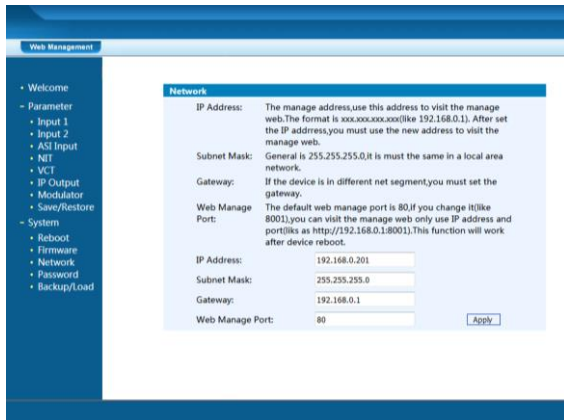 Web Management
• Welcome
– Parameter
• Input 1
• Input 2
• ASI Input
• NIT
• VCT
• IP Output
• Modulator
• Save/Restore
– System
• Reboot
• Firmware
• Network
• Password
• Backup/Load
Network
IP Address: The manage address,use this address to visit the manage
web.The format is xxx.xxx.xxx.xxx(like 192.168.0.1). After set
the IP addrress,you must use the new address to visit the
manage web.
Subnet Mask: General is 255.255.255.0,it is must the same in a local area
network.
Gateway: If the device is in different net segment,you must set the
gateway.
Web Manage The default web manage port is 80,if you change it(like
Port: 8001),you can visit the manage web only use IP address and
port(liks as http://192.168.0.1:8001).This function will work
after device reboot.
IP Address: 192.168.0.201
Subnet Mask: 255.255.255.0
Gateway: 192.168.0.1
Web Manage Port: 80 Apply